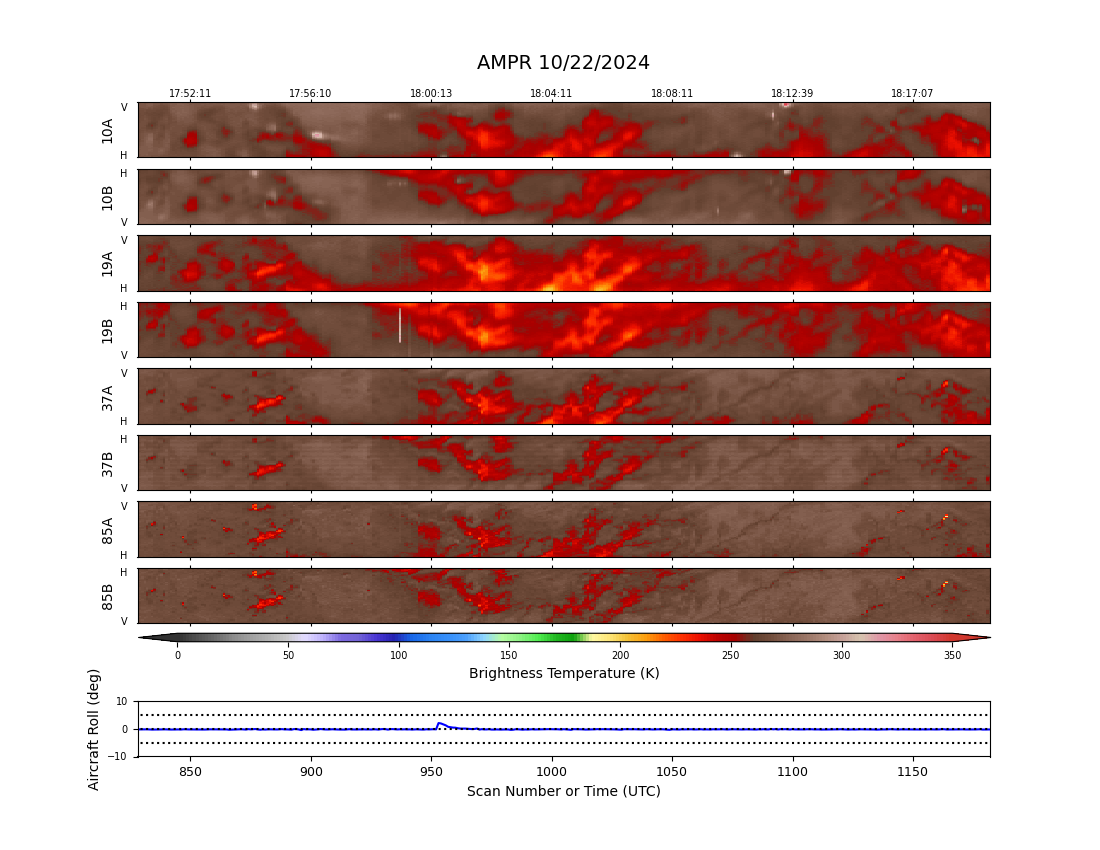 AMPR 10/22/2024
17:52:11 17:56:10 18:00:13 18:04:11 18:08:11 18:12:39 18:17:07
V
10A
H
H
10B
V
V
19A
H
H
19B
V
V
37A
H
H
37B
V
V
85A
H
H
85B
V
0 50 100 150 200 250 300 350
Brightness Temperature (K)
Aircraft Roll (deg)
10
0
−10
850 900 950 1000 1050 1100 1150
Scan Number or Time (UTC)